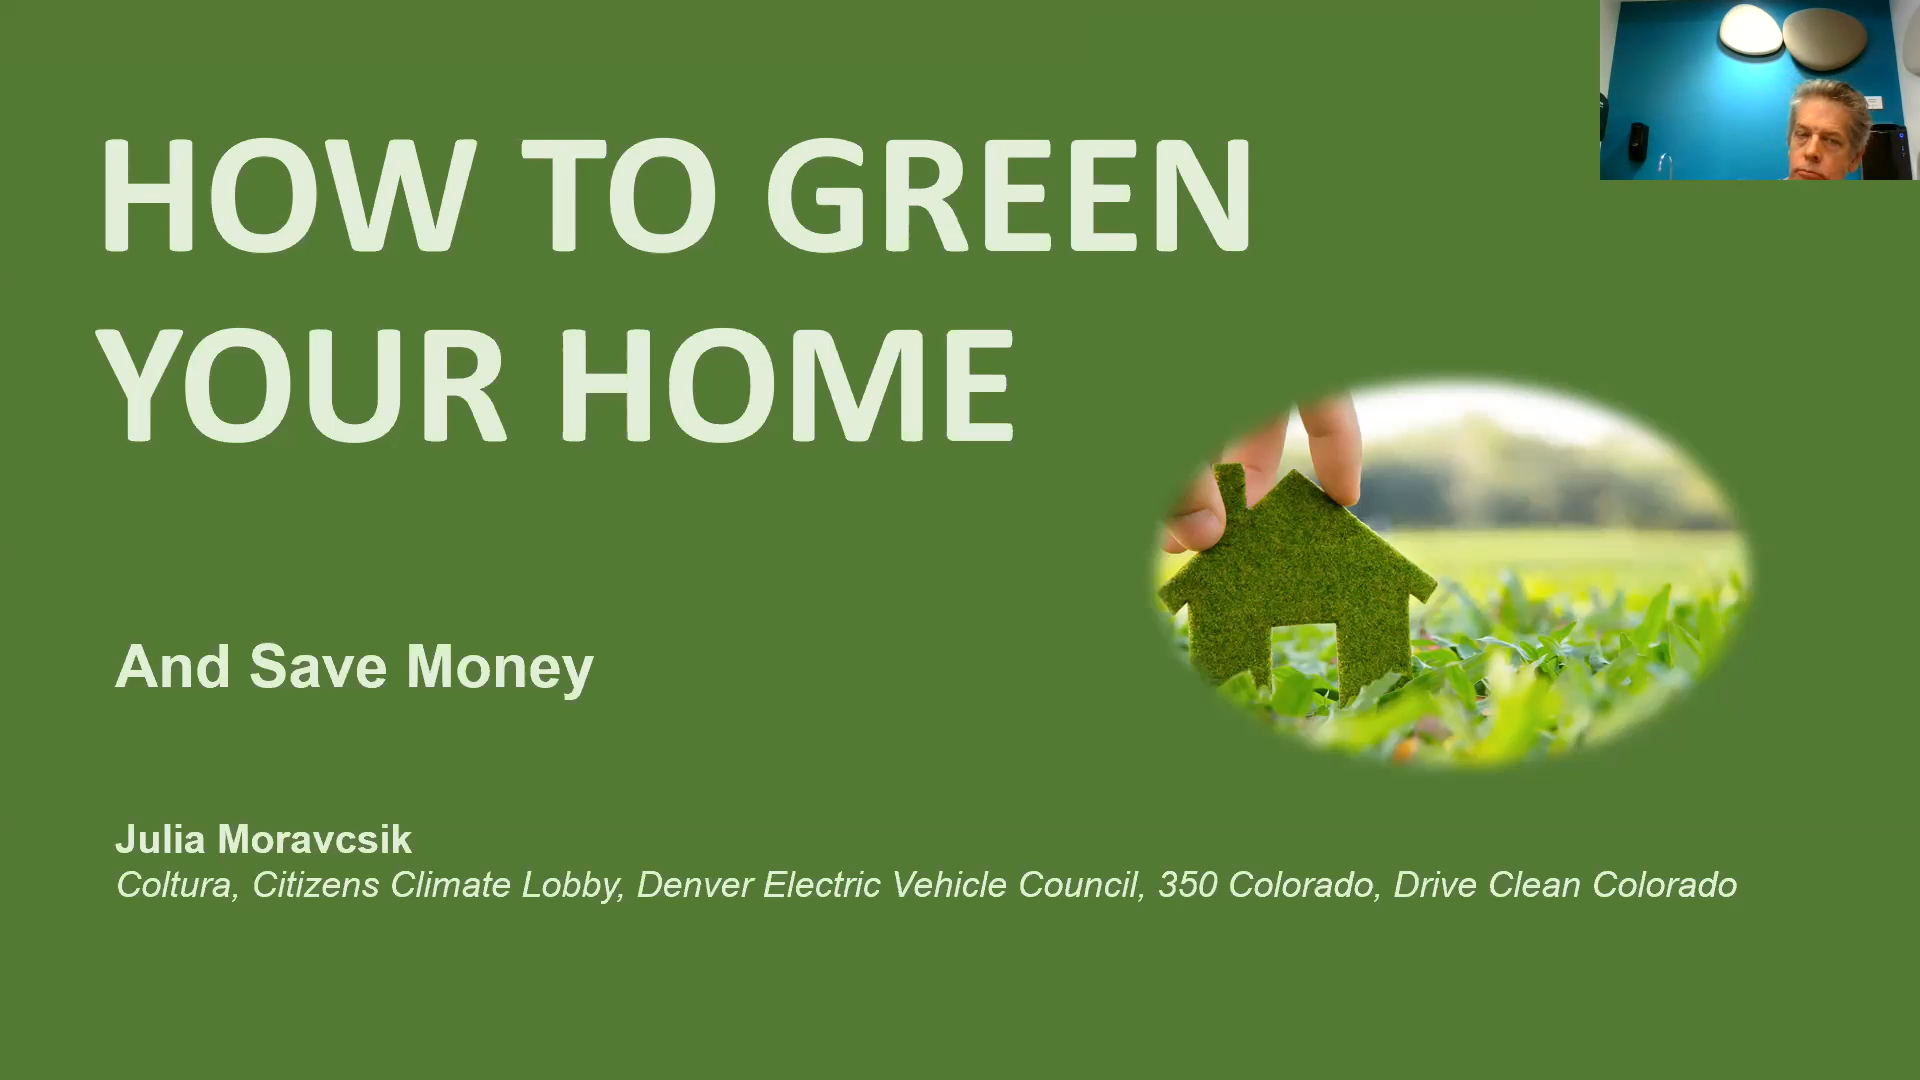 HOW TO GREEN
YOUR HOME
And Save Money
Julia Moravcsik
Coltura, Citizens Climate Lobby, Denver Electric Vehicle Council, 350 Colorado, Drive Clean Colorado